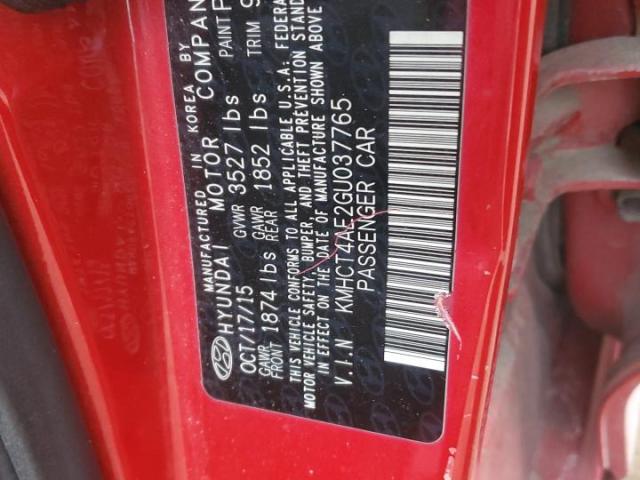 MANUFACTURED IN KOREA BY
HYUNDAI MOTOR COMPAN
OCT/17/15 GVWR 3527 lbs PAINT P
GAWR FRONT 1874 lbs GAWR REAR 1852 lbs TRIM 9
THIS VEHICLE CONFORMS TO ALL APPLICABLE U.S.A. FEDERA
MOTOR VEHICLE SAFETY, BUMPER, AND THEFT PREVENTION STAND
IN EFFECT ON THE DATE OF MANUFACTURE SHOWN ABOVE
V.I.N. KMHCT4AE2GU037765
PASSENGER CAR